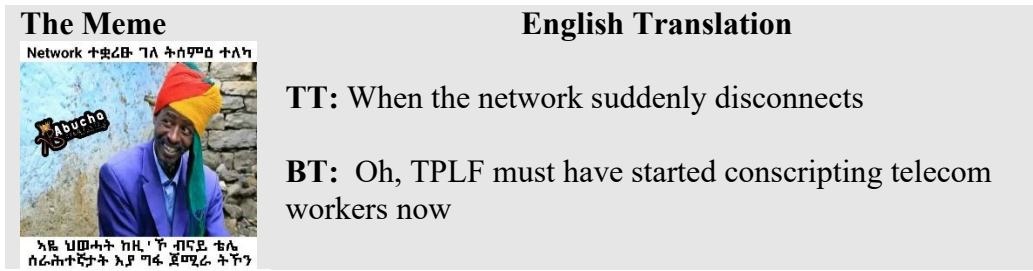 The Meme English Translation
Network ተቋሪፁ ገለ ትሰምዕ ተለካ
TT: When the network suddenly disconnects
Abucha
BT: Oh, TPLF must have started conscripting telecom
workers now
ኣዬ ህወሓት ከዚ'ኾ ብናይ ቴሌ
ሰራሕተኛታት እያ ግፋ ጀሚራ ትኾን